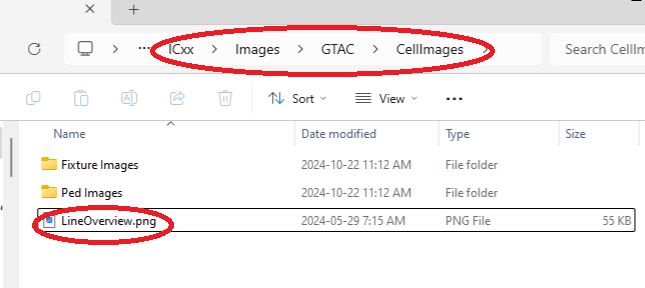 ... ICxx > Images > GTAC > CellImages > Search CellIm
Sort View ...
Name Date modified Type Size
Fixture Images 2024-10-22 11:12 AM File folder
Ped Images 2024-10-22 11:12 AM File folder
LineOverview.png 2024-05-29 7:15 AM PNG File 55 KB